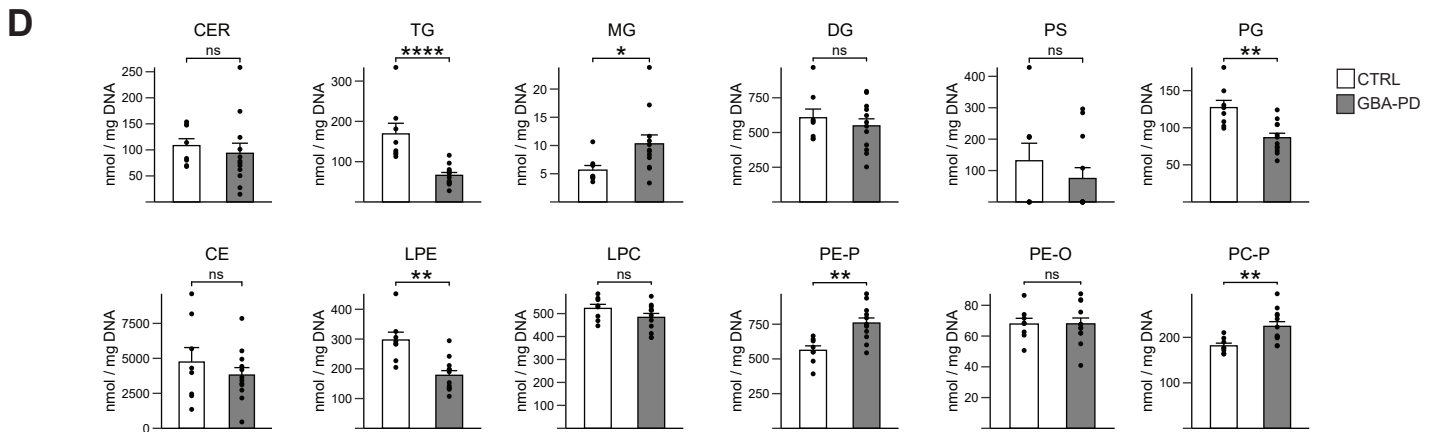 D
CER
TG
MG
DG
PS
PG
ns
****
*
ns
ns
**
nmol / mg DNA
250
200
150
100
50
nmol / mg DNA
300
200
100
nmol / mg DNA
20
15
10
5
nmol / mg DNA
750
500
250
nmol / mg DNA
400
300
200
100
nmol / mg DNA
150
100
50
CTRL
GBA-PD
CE
LPE
LPC
PE-P
PE-O
PC-P
ns
**
ns
**
ns
**
nmol / mg DNA
7500
5000
2500
0
nmol / mg DNA
400
300
200
100
nmol / mg DNA
500
400
300
200
100
nmol / mg DNA
750
500
250
nmol / mg DNA
80
60
40
20
nmol / mg DNA
200
100